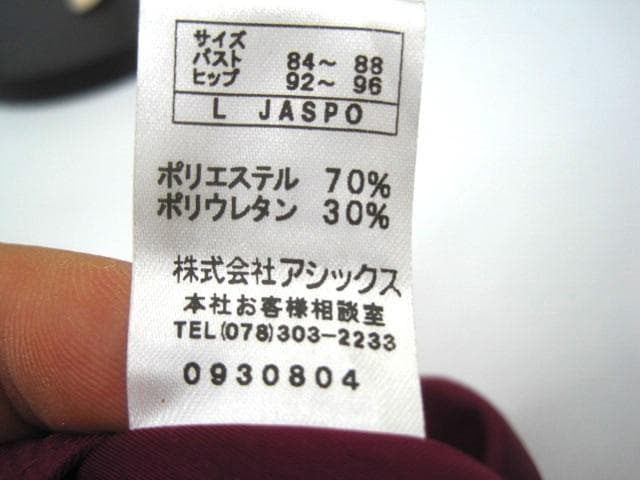 サイズ
バスト 84～ 88
ヒップ 92～ 96
L JASPO
ポリエステル 70%
ポリウレタン 30%
株式会社アシックス
本社お客様相談室
TEL(078)303-2233
0930804